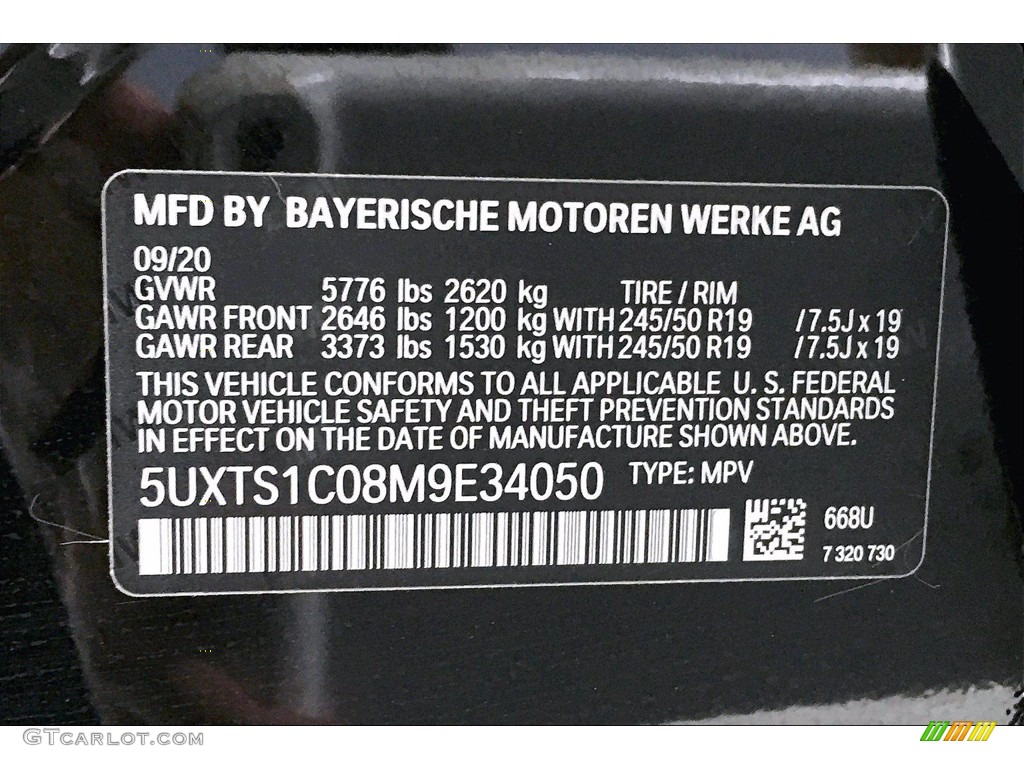 MFD BY BAYERISCHE MOTOREN WERKE AG
09/20
GVWR 5776 lbs 2620 kg TIRE / RIM
GAWR FRONT 2646 lbs 1200 kg WITH 245/50 R19 / 7.5J x 19
GAWR REAR 3373 lbs 1530 kg WITH 245/50 R19 / 7.5J x 19
THIS VEHICLE CONFORMS TO ALL APPLICABLE U. S. FEDERAL
MOTOR VEHICLE SAFETY AND THEFT PREVENTION STANDARDS
IN EFFECT ON THE DATE OF MANUFACTURE SHOWN ABOVE.
5UXTS1C08M9E34050 TYPE: MPV
668U
7 320 730
GTcarlot.com